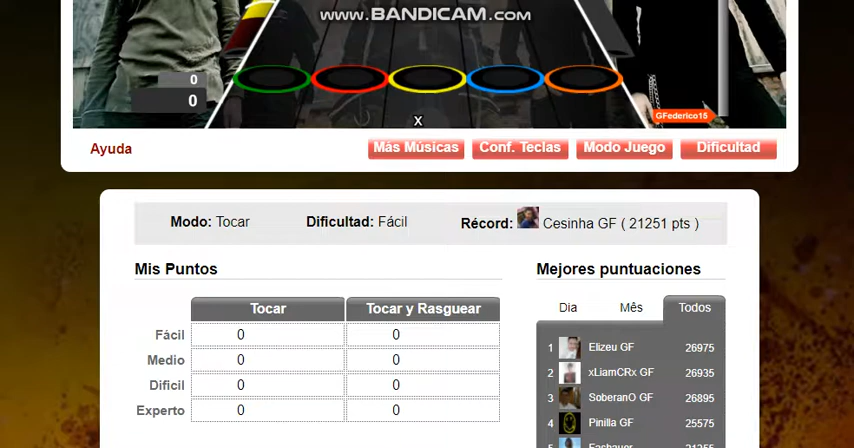 www.BANDICAM.com
0
0
X
GFederico15
Ayuda
Más Músicas
Conf. Teclas
Modo Juego
Dificultad
Modo: Tocar
Dificultad: Fácil
Récord: Cesinha GF ( 21251 pts )
Mis Puntos
Tocar Tocar y Rasguear
Fácil 0 0
Medio 0 0
Dificil 0 0
Experto 0 0
Mejores puntuaciones
Dia Mês Todos
1 Elizeu GF 26975
2 xLiamCRx GF 26935
3 SoberanO GF 26895
4 Pinilla GF 25575